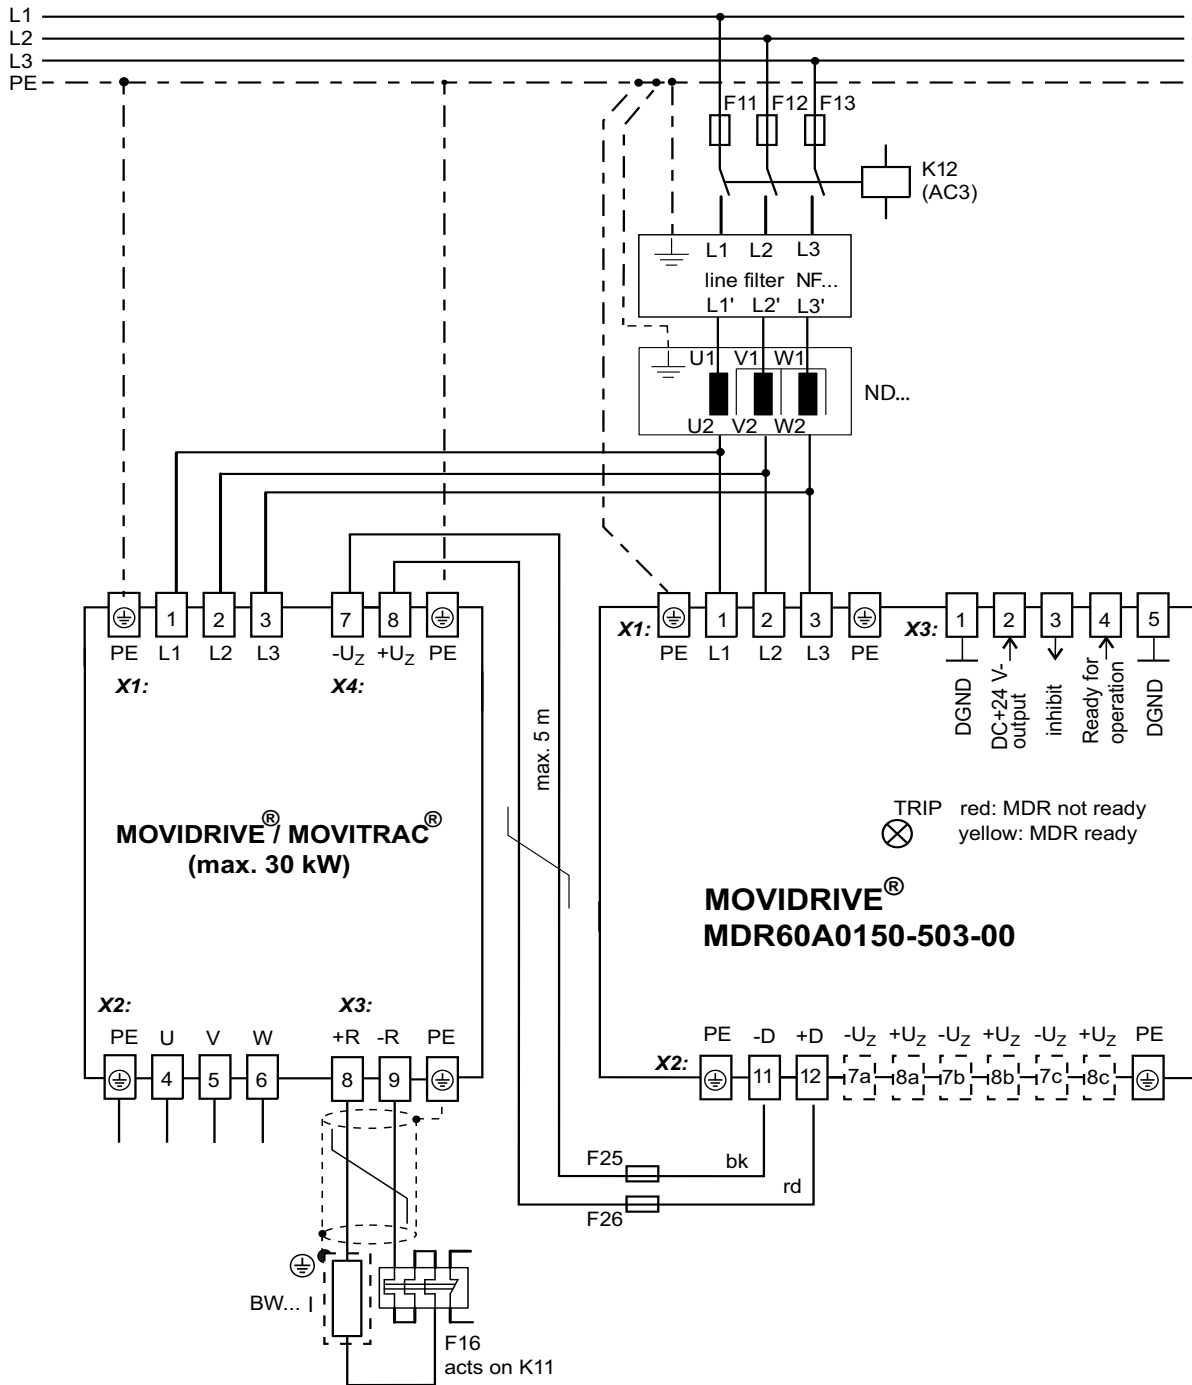 L1
L2
L3
PE
F11 F12 F13
K12
(AC3)
L1 L2 L3
line filter NF...
L1' L2' L3'
U1 V1 W1
ND...
U2 V2 W2
1 2 3 7 8
PE L1 L2 L3 -UZ +UZ PE
X1: X4:
X1: 1 2 3 X3: 1 2 3 4 5
PE L1 L2 L3 PE
DGND
DC+24 V-
output
inhibit
Ready for
operation
DGND
max. 5 m
TRIP red: MDR not ready
yellow: MDR ready
MOVIDRIVE® / MOVITRAC®
(max. 30 kW)
MOVIDRIVE®
MDR60A0150-503-00
X2: X3:
PE U V W +R -R PE
4 5 6 8 9
PE -D +D -UZ +UZ -UZ +UZ -UZ +UZ PE
X2: 11 12 7a 8a 7b 8b 7c 8c
F25 bk
rd
F26
BW...
F16
acts on K11